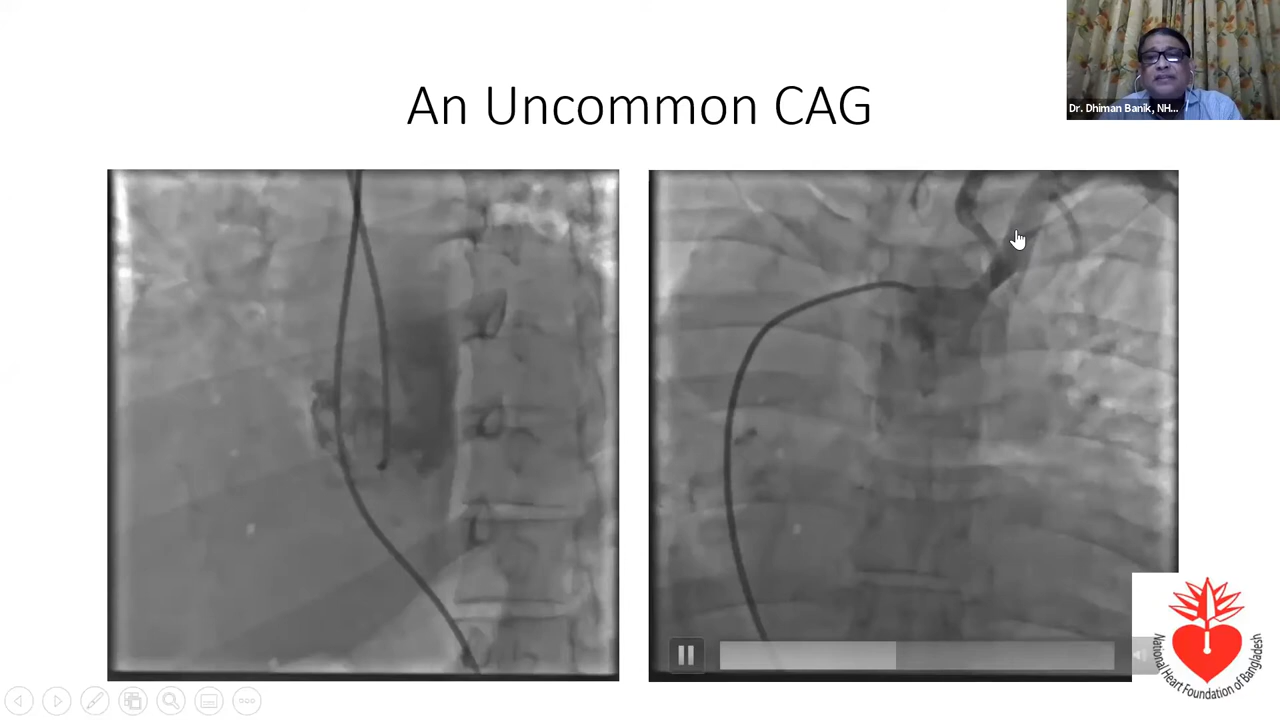 An Uncommon CAG
Dr. Dhiman Banik, NH...
National Heart Foundation of Bangladesh